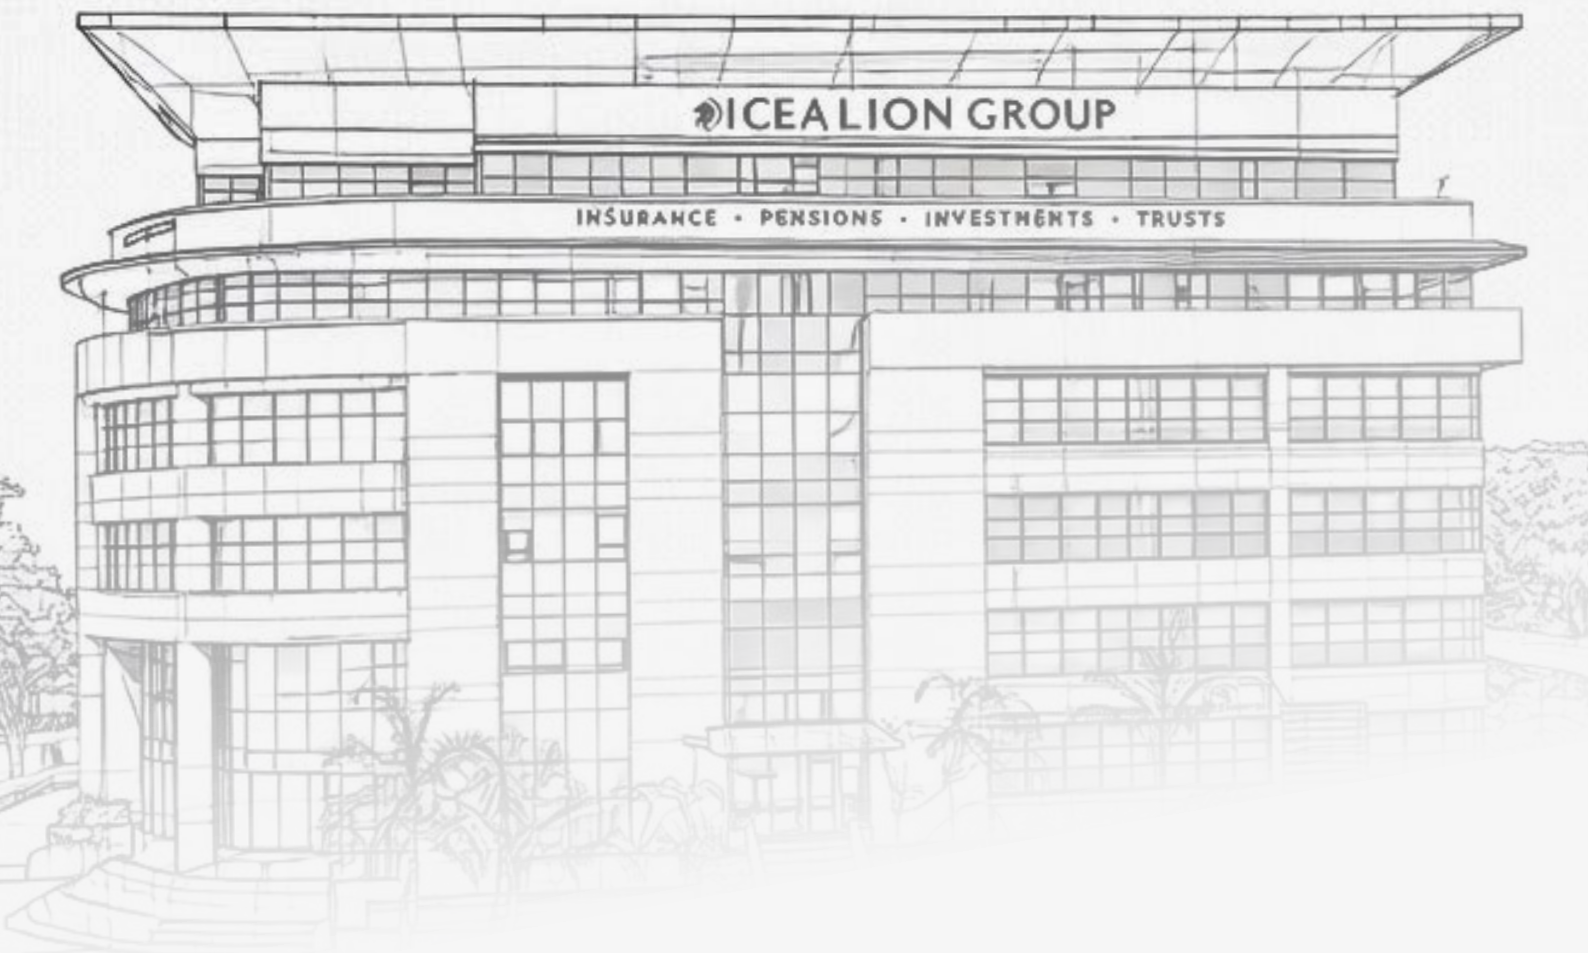 ICEA LION GROUP
INSURANCE • PENSIONS • INVESTMENTS • TRUSTS